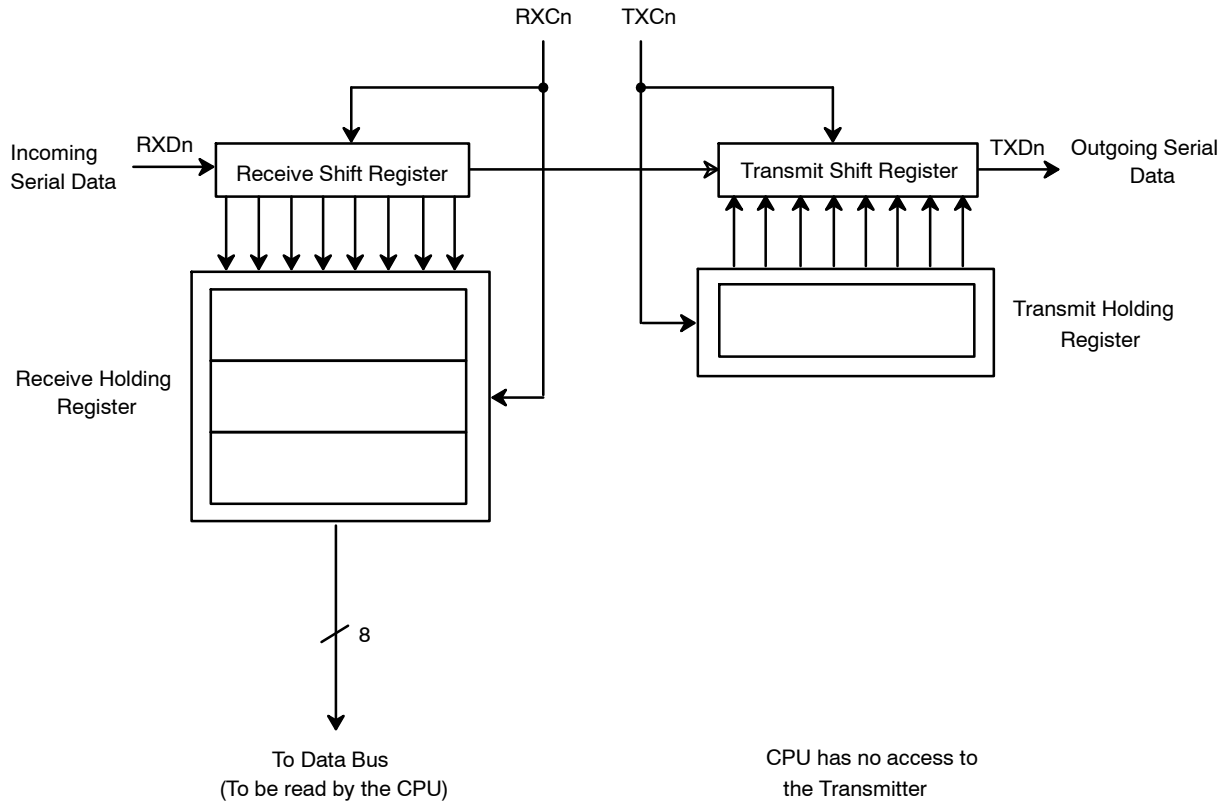 RXCn
TXCn
Incoming
Serial Data
RXDn
Receive Shift Register
Transmit Shift Register
TXDn
Outgoing Serial
Data
Receive Holding
Register
Transmit Holding
Register
8
To Data Bus
(To be read by the CPU)
CPU has no access to
the Transmitter